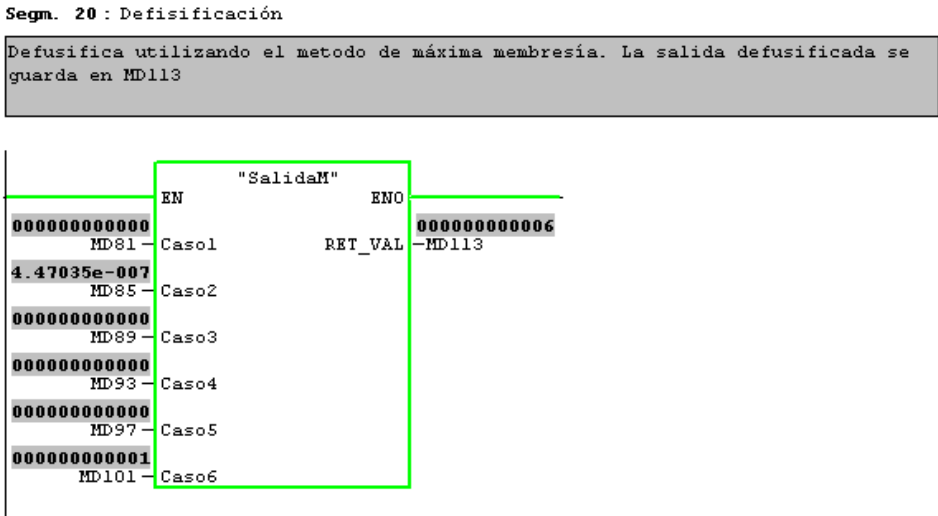 Segm. 20 : Defisificación
Defusifica utilizando el metodo de máxima membresía. La salida defusificada se
guarda en MD113
"SalidaM"
EN ENO
000000000000 000000000006
MD81 Caso1 RET_VAL MD113
4.47035e-007
MD85 Caso2
000000000000
MD89 Caso3
000000000000
MD93 Caso4
000000000000
MD97 Caso5
000000000001
MD101 Caso6